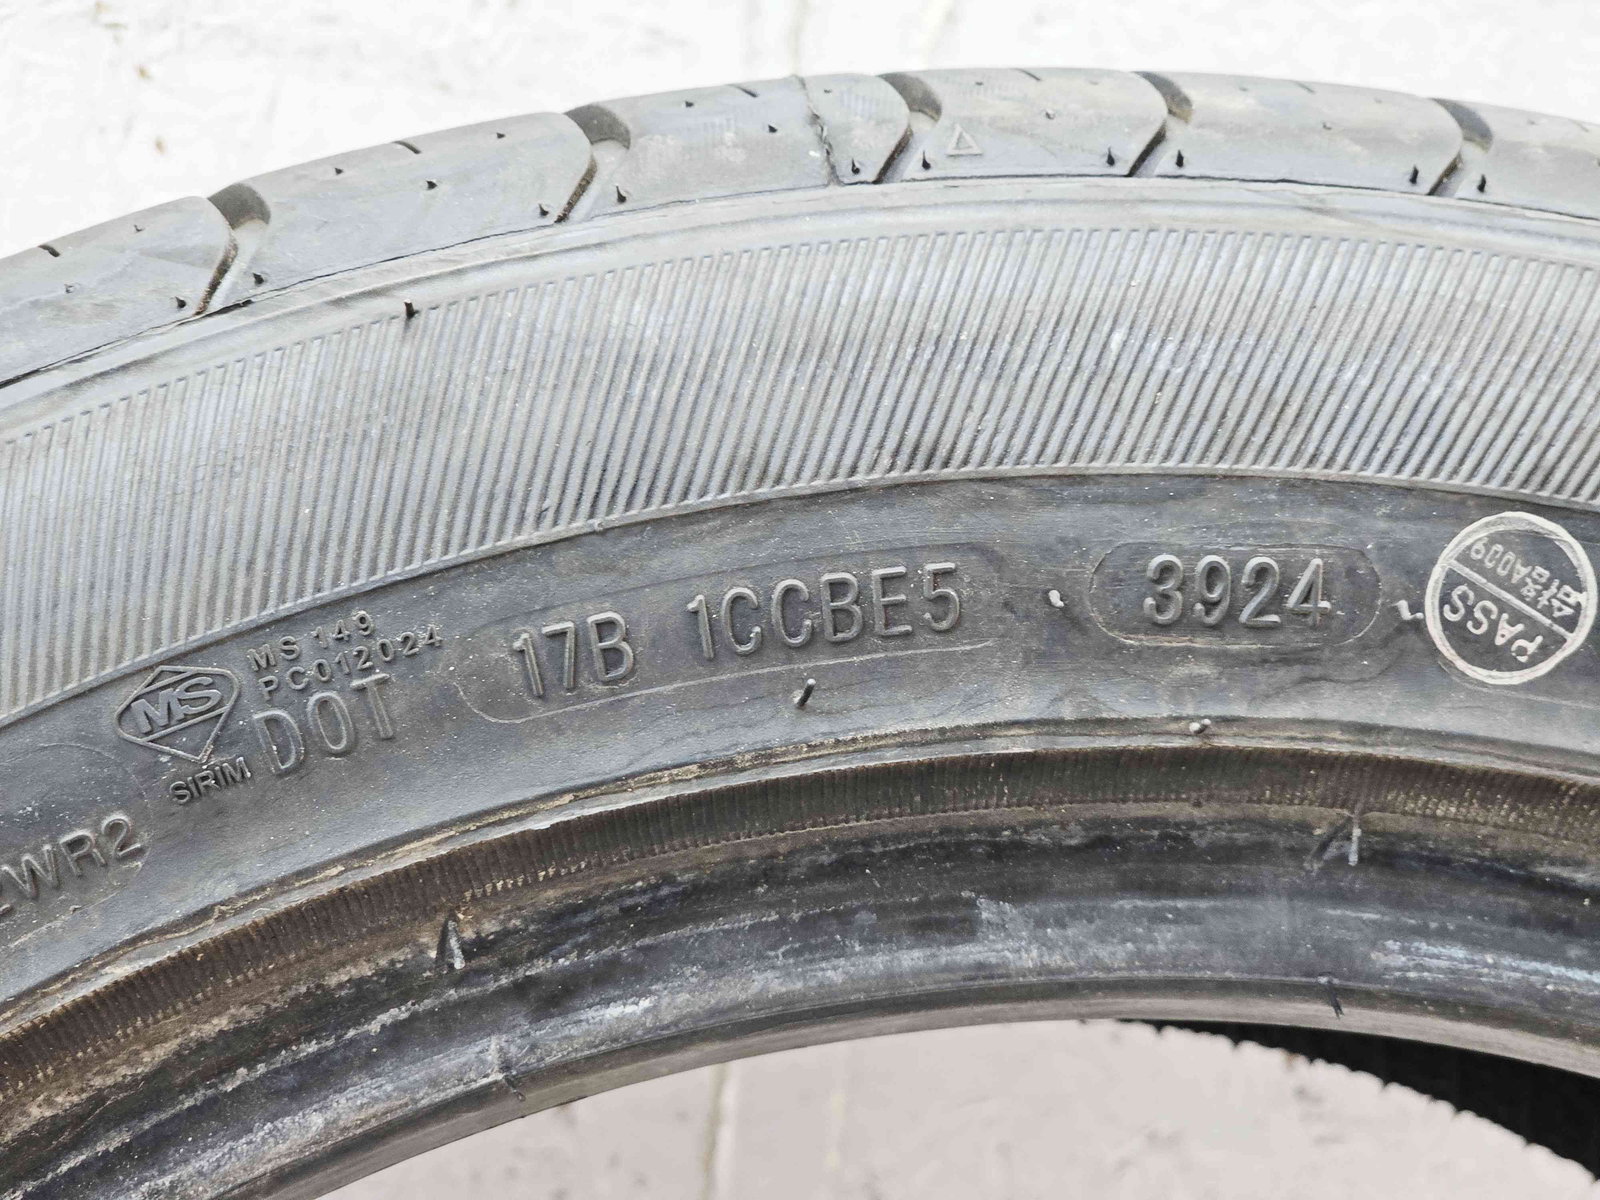 MS 149
PC012024
MS
SIRIM
DOT 17B 1CCBE5 3924
PASS
WR2